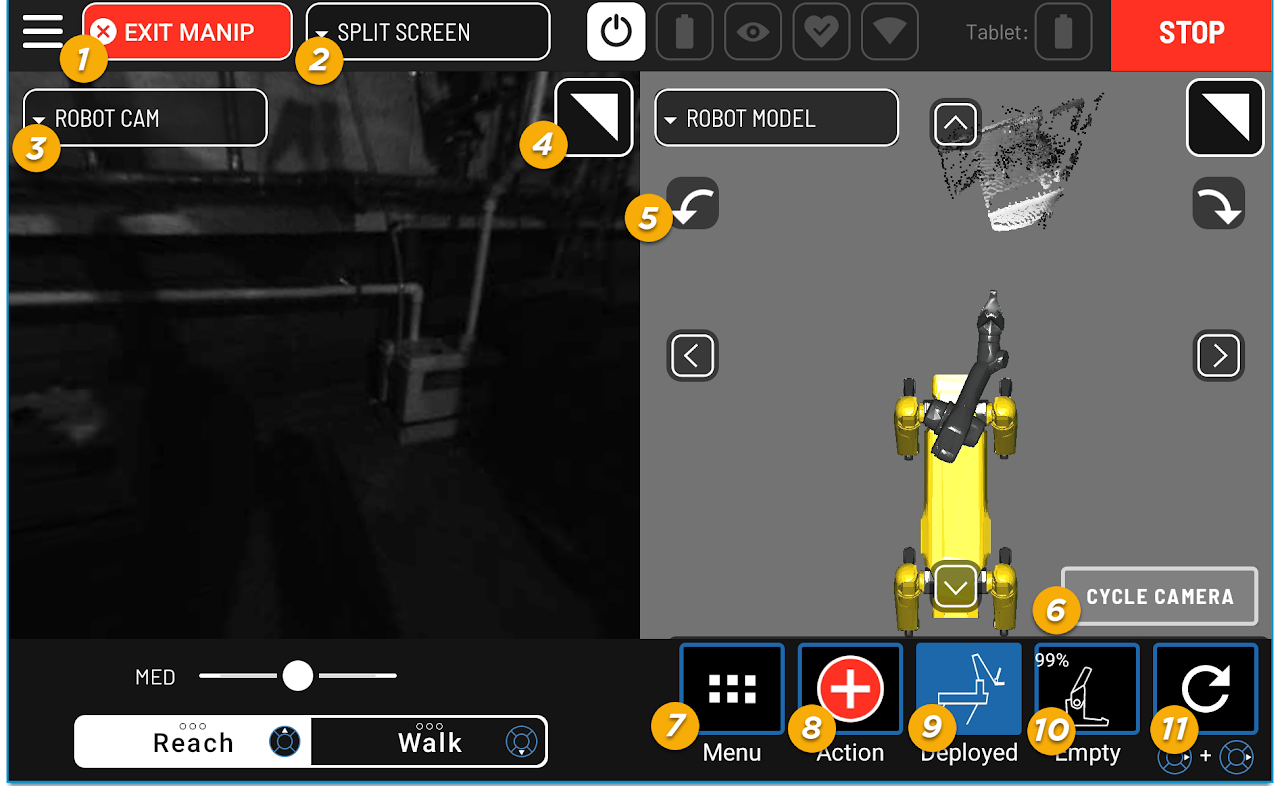 EXIT MANIP
SPLIT SCREEN
Tablet:
STOP
1
2
ROBOT CAM
ROBOT MODEL
3
4
5
CYCLE CAMERA
6
MED
99%
7
8
9
10
11
Reach
Walk
Menu
Action
Deployed
Empty
+